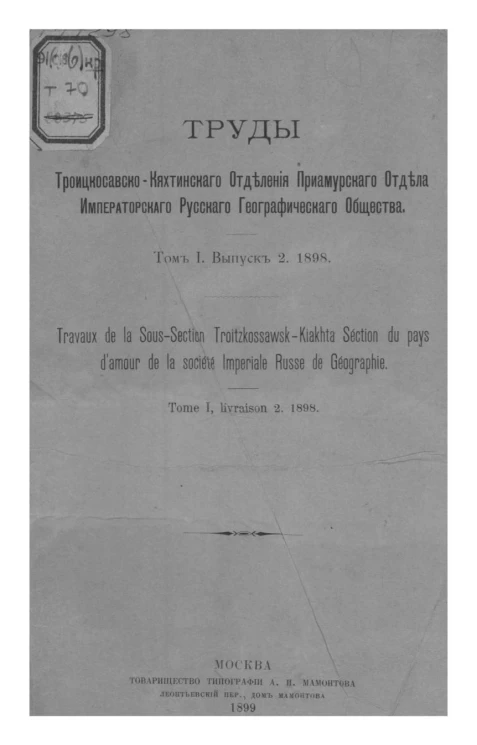 Т 70
ТРУДЫ
Троицкосавско-Кяхтинскаго Отдѣленія Приамурскаго Отдѣла
Императорскаго Русскаго Географическаго Общества.
Томъ I. Выпускъ 2. 1898.
Travaux de la Sous-Section Troitzkossawsk-Kiakhta Séction du pays
d'amour de la société Imperiale Russe de Géographie.
Tome I, livraison 2. 1898.
МОСКВА
ТОВАРИЩЕСТВО ТИПОГРАФІИ А. И. МАМОНТОВА
ЛЕОНТЬЕВСКІЙ ПЕР., ДОМЪ МАМОНТОВА
1899